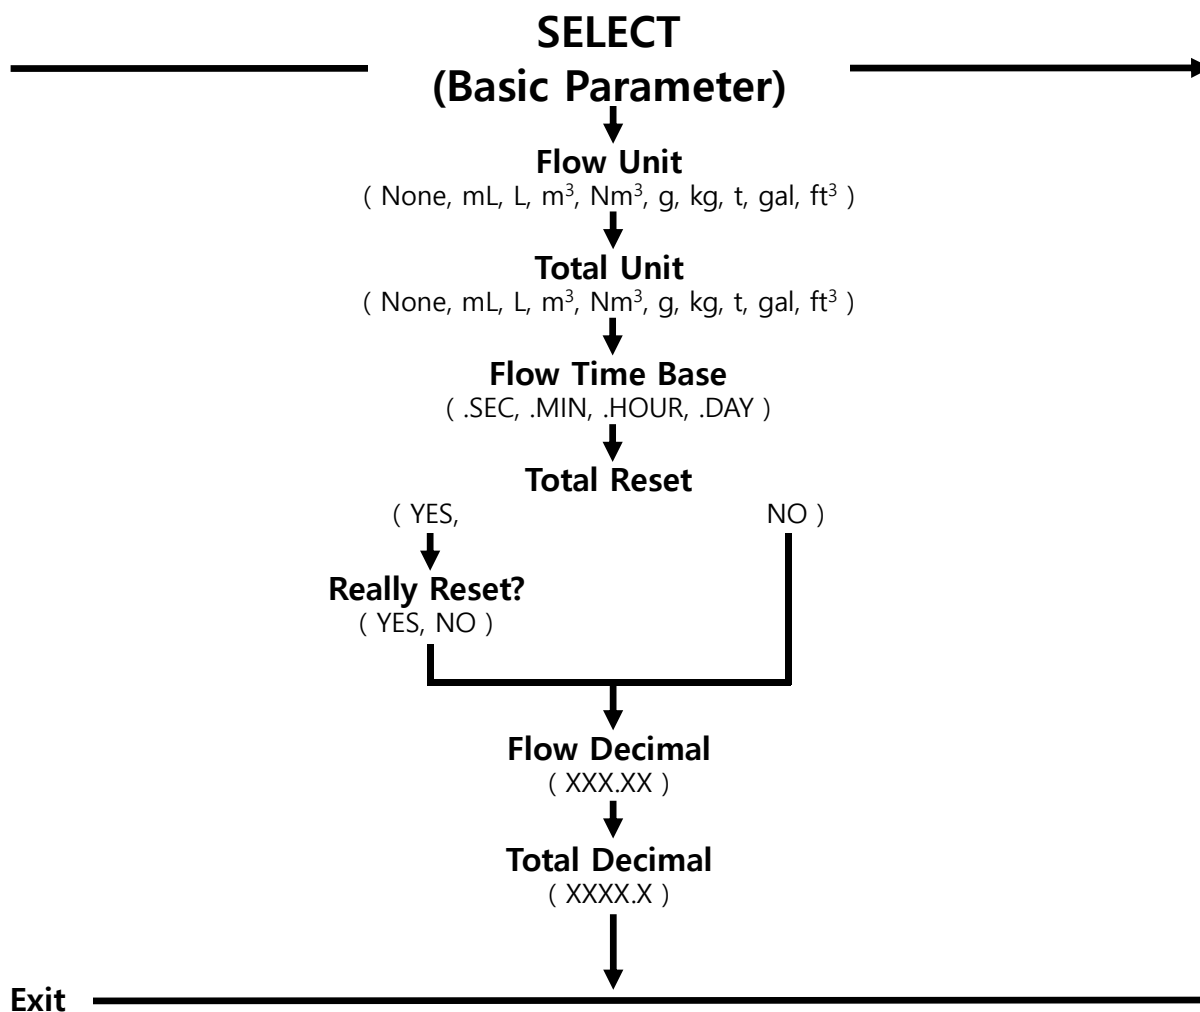 SELECT
(Basic Parameter)
Flow Unit
( None, mL, L, m³, Nm³, g, kg, t, gal, ft³ )
Total Unit
( None, mL, L, m³, Nm³, g, kg, t, gal, ft³ )
Flow Time Base
( .SEC, .MIN, .HOUR, .DAY )
Total Reset
( YES, NO )
Really Reset?
( YES, NO )
Flow Decimal
( XXX.XX )
Total Decimal
( XXXX.X )
Exit